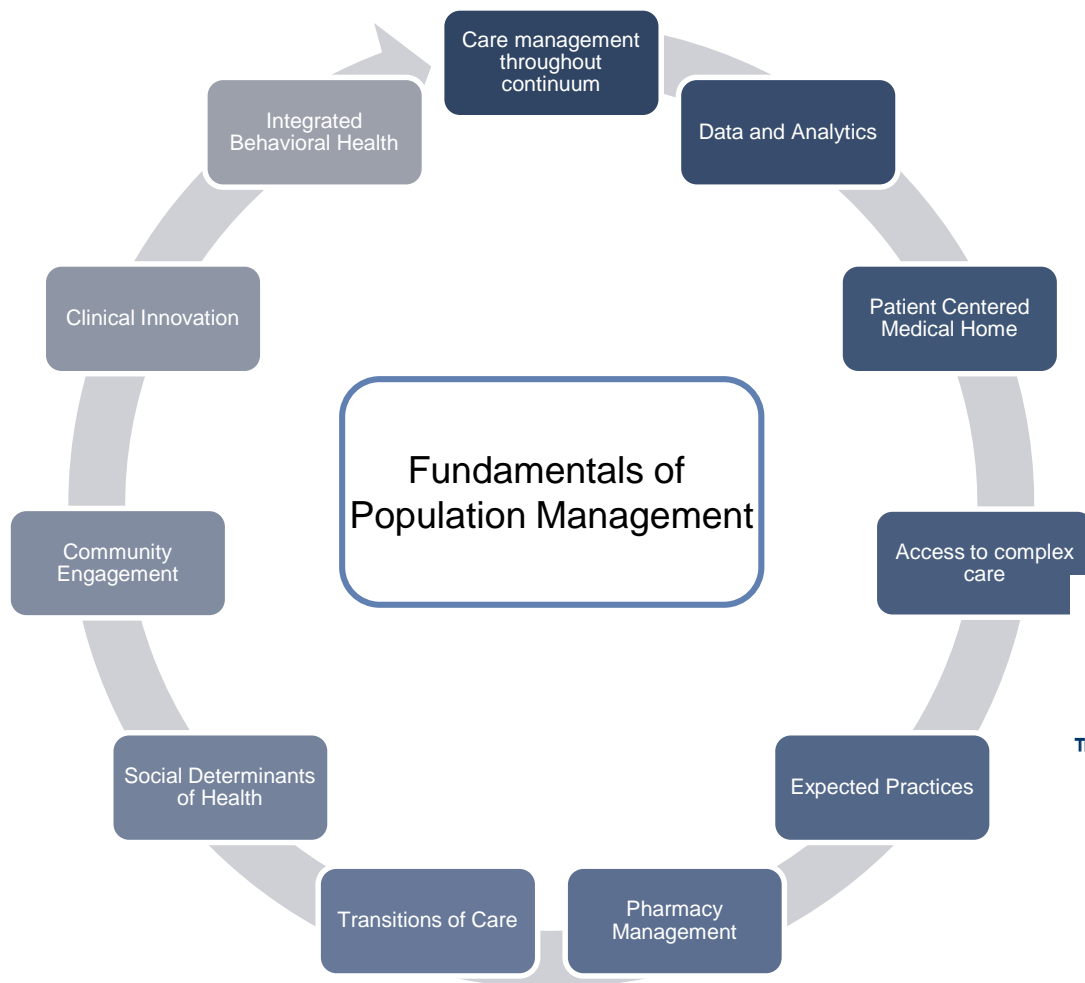 Care management
throughout
continuum
Data and Analytics
Patient Centered
Medical Home
Access to complex
care
Expected Practices
Pharmacy
Management
Transitions of Care
Social Determinants
of Health
Community
Engagement
Clinical Innovation
Integrated
Behavioral Health
Fundamentals of
Population Management